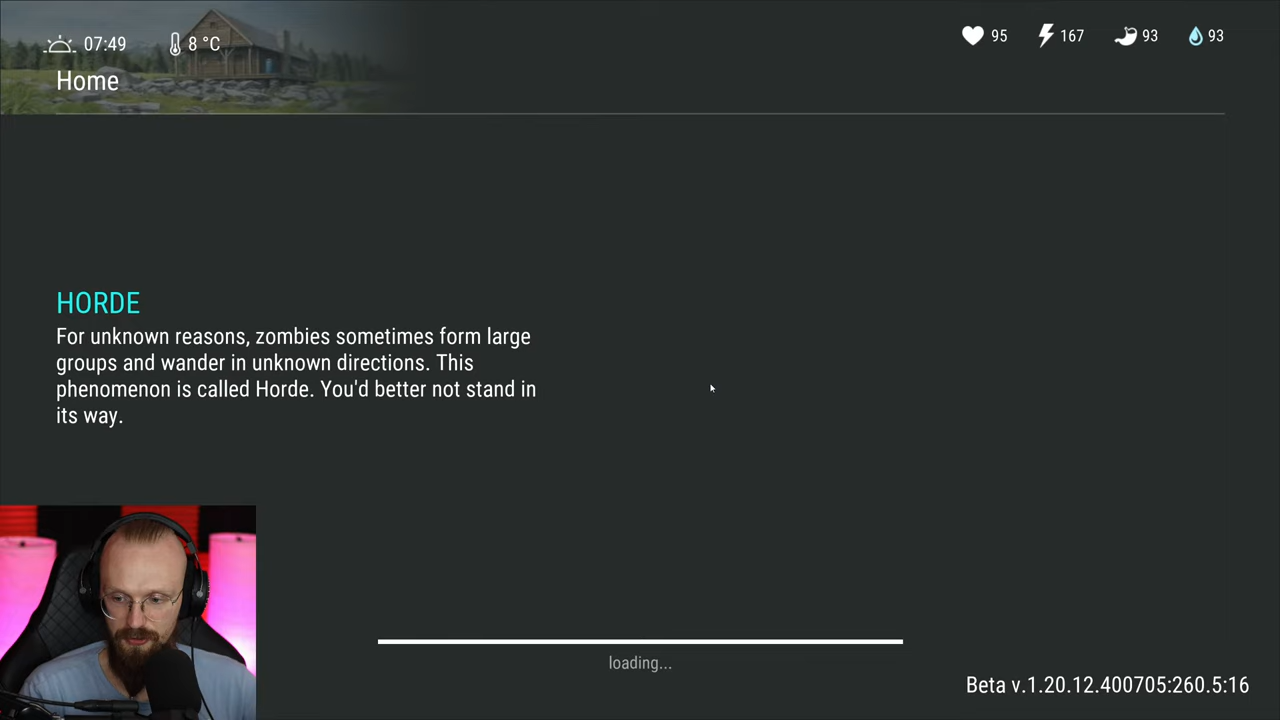 07:49 8 °C 95 167 93 93
Home
HORDE
For unknown reasons, zombies sometimes form large
groups and wander in unknown directions. This
phenomenon is called Horde. You'd better not stand in
its way.
loading...
Beta v.1.20.12.400705:260.5:16